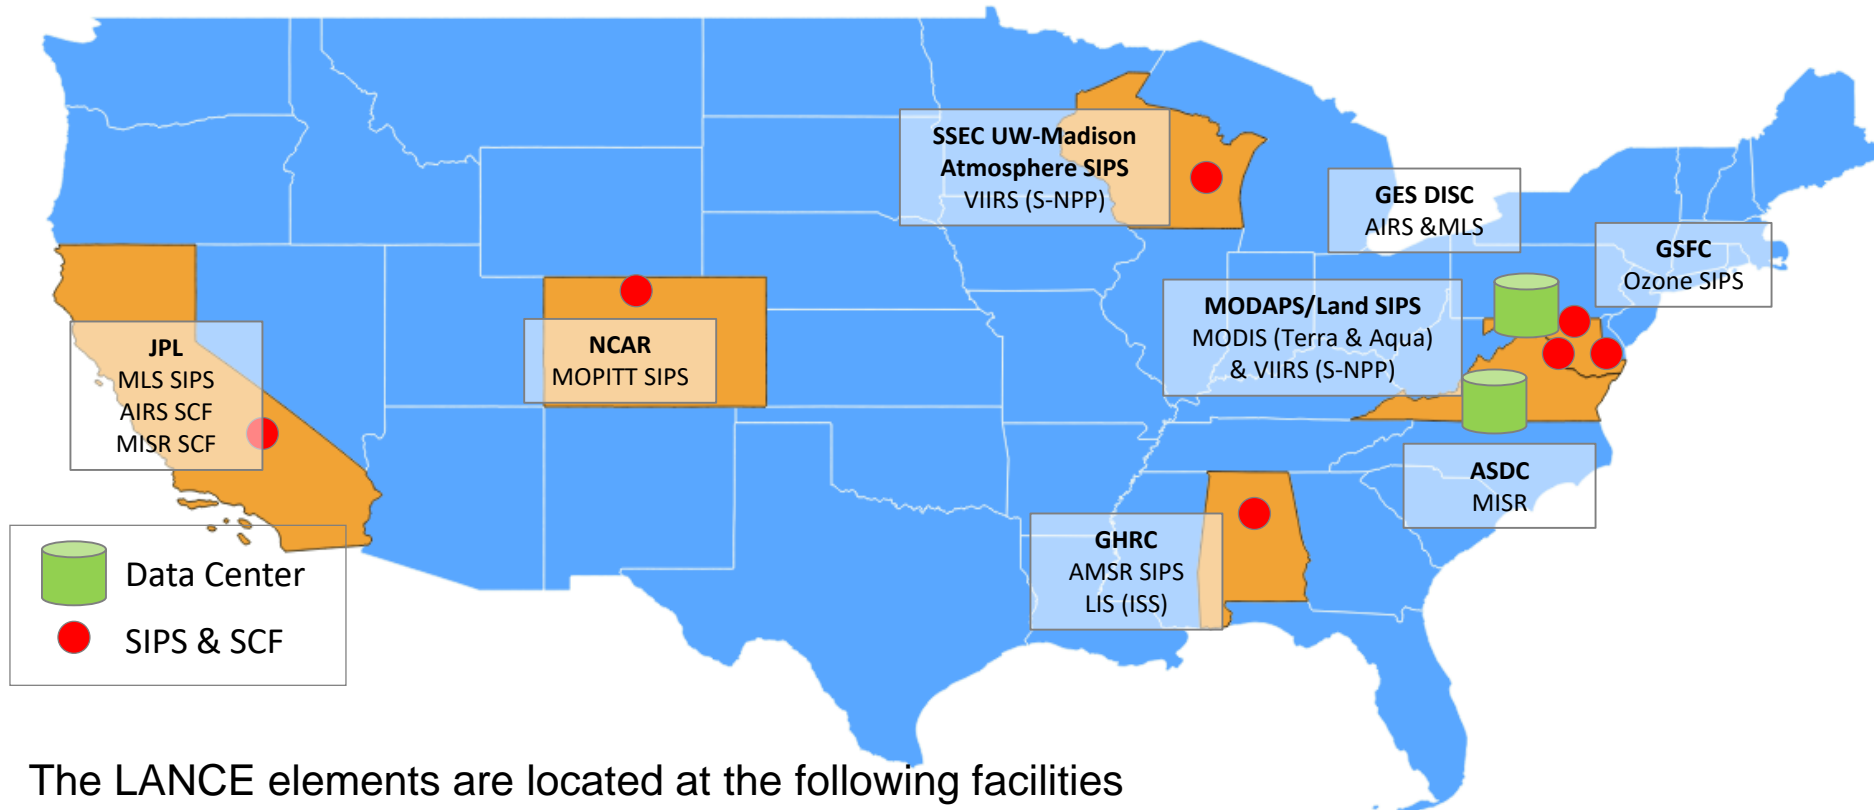 SSEC UW-Madison
Atmosphere SIPS
VIIRS (S-NPP)
GES DISC
AIRS &MLS
GSFC
Ozone SIPS
MODAPS/Land SIPS
MODIS (Terra & Aqua)
& VIIRS (S-NPP)
JPL
MLS SIPS
AIRS SCF
MISR SCF
NCAR
MOPITT SIPS
ASDC
MISR
GHRC
AMSR SIPS
LIS (ISS)
Data Center
SIPS & SCF
The LANCE elements are located at the following facilities